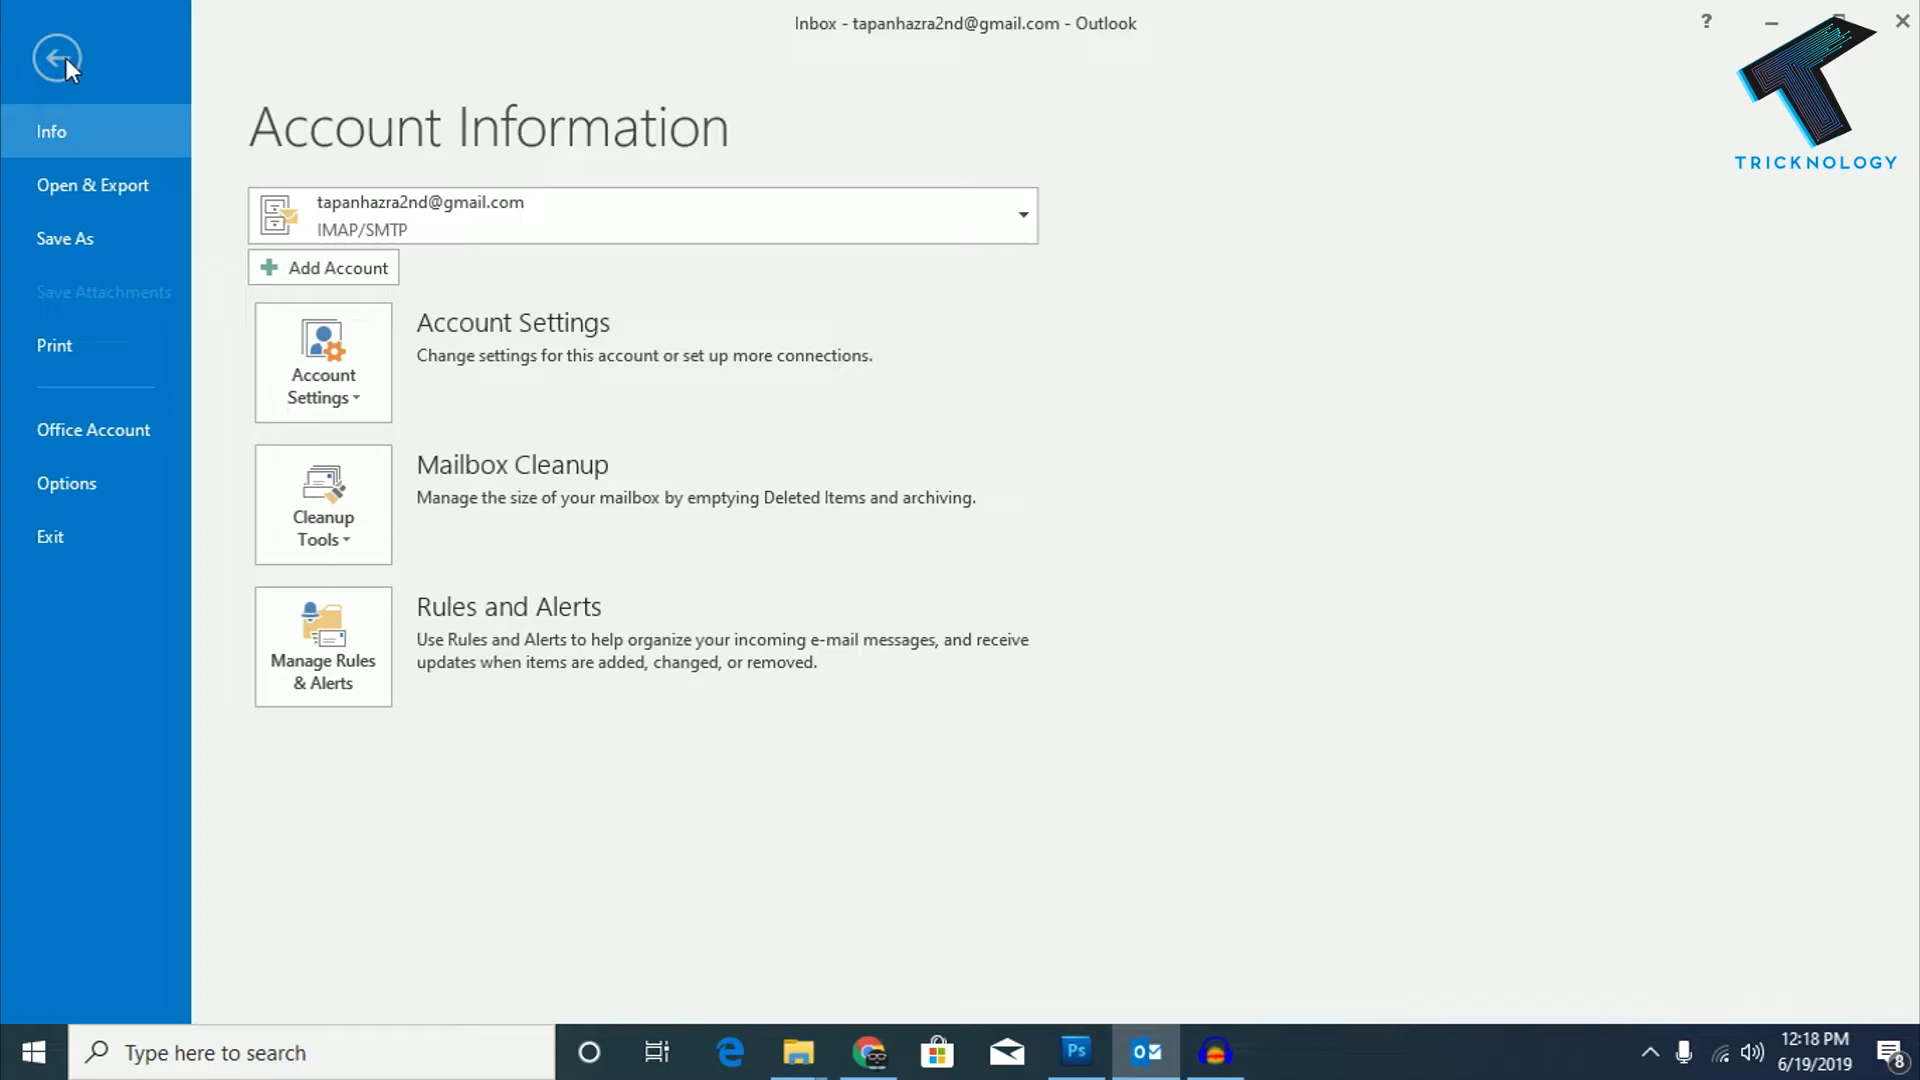 Inbox - tapanhazra2nd@gmail.com - Outlook
?
TRICKNOLOGY
Info
Open & Export
Save As
Save Attachments
Print
Office Account
Options
Exit
Account Information
tapanhazra2nd@gmail.com
IMAP/SMTP
Add Account
Account
Settings
Account Settings
Change settings for this account or set up more connections.
Cleanup
Tools
Mailbox Cleanup
Manage the size of your mailbox by emptying Deleted Items and archiving.
Manage Rules
& Alerts
Rules and Alerts
Use Rules and Alerts to help organize your incoming e-mail messages, and receive
updates when items are added, changed, or removed.
Type here to search
Ps
O
12:18 PM
6/19/2019
8